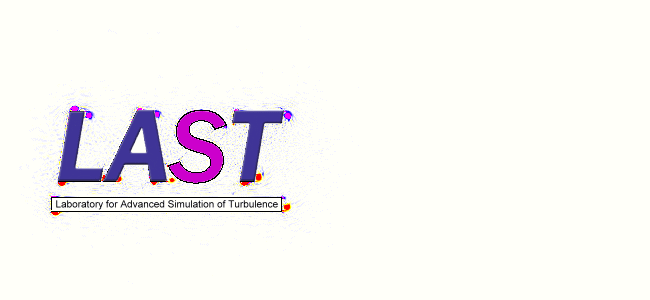 LAST
Laboratory for Advanced Simulation of Turbulence